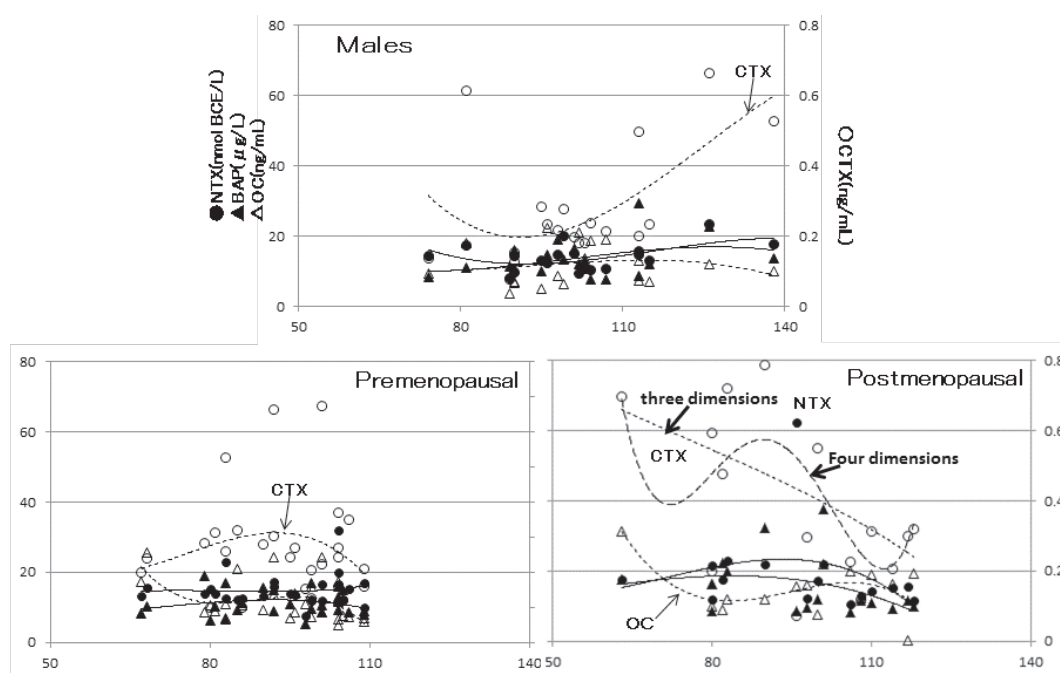 80
60
40
20
0
Males
CTX
0.8
0.6
0.4
0.2
0
●NTX(nmol BCE/L)
▲BAP(μg/L)
△OC(ng/mL)
○CTX(ng/mL)
50
80
110
140
80
60
40
20
0
Premenopausal
CTX
50
80
110
140
Postmenopausal
three dimensions
NTX
CTX
Four dimensions
OC
0.8
0.6
0.4
0.2
0
50
80
110
140